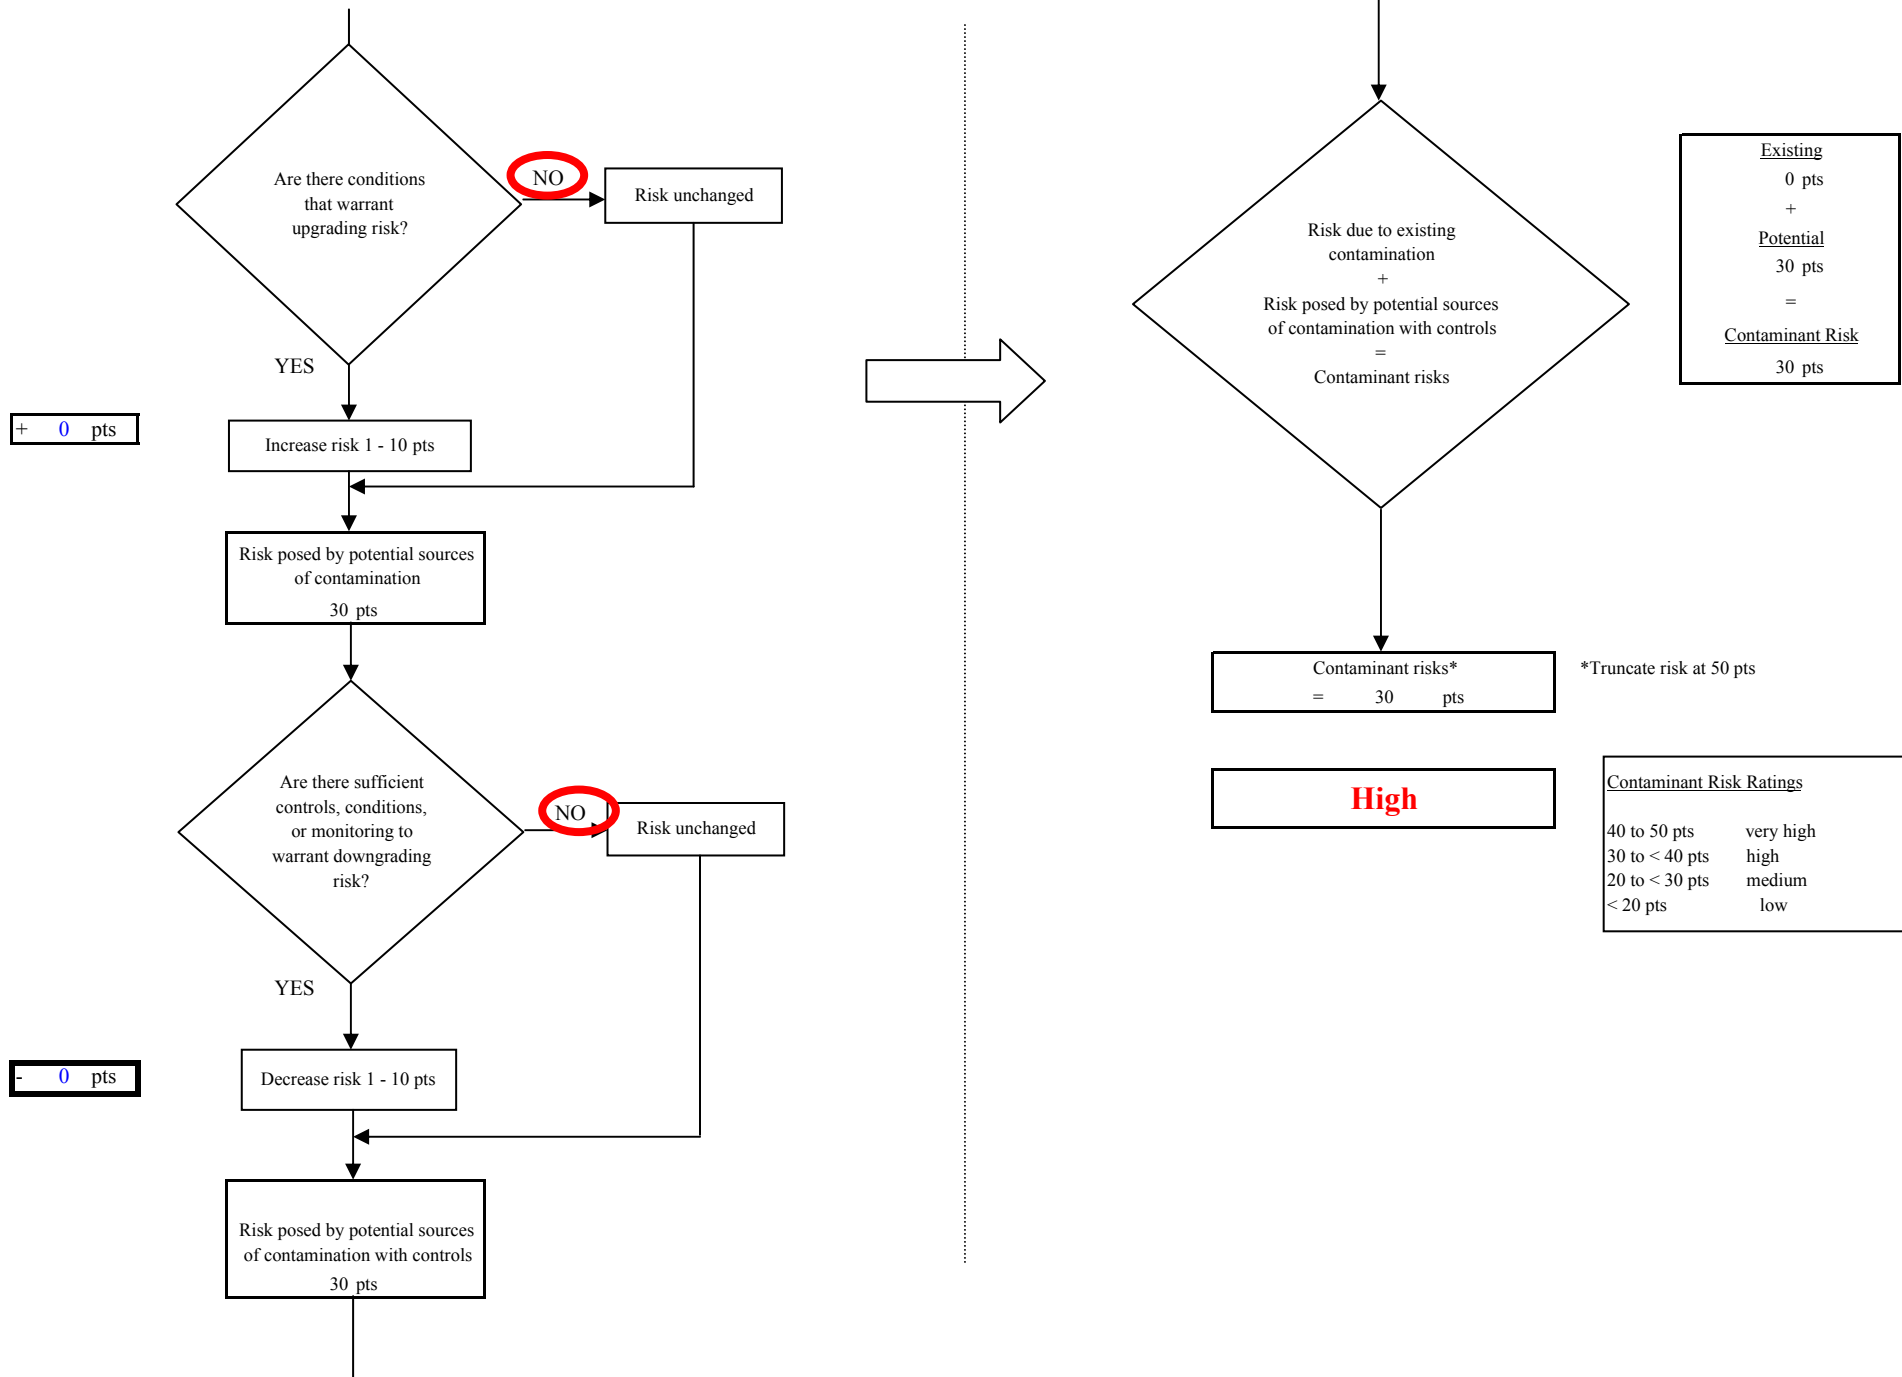 Are there conditions
that warrant
upgrading risk?
NO
Risk unchanged
YES
+ 0 pts
Increase risk 1 - 10 pts
Risk posed by potential sources
of contamination
30 pts
Are there sufficient
controls, conditions,
or monitoring to
warrant downgrading
risk?
NO
Risk unchanged
YES
- 0 pts
Decrease risk 1 - 10 pts
Risk posed by potential sources
of contamination with controls
30 pts
Risk due to existing
contamination
+
Risk posed by potential sources
of contamination with controls
=
Contaminant risks
Existing
0 pts
+
Potential
30 pts
=
Contaminant Risk
30 pts
Contaminant risks*
= 30 pts
*Truncate risk at 50 pts
High
Contaminant Risk Ratings
40 to 50 pts very high
30 to < 40 pts high
20 to < 30 pts medium
< 20 pts low